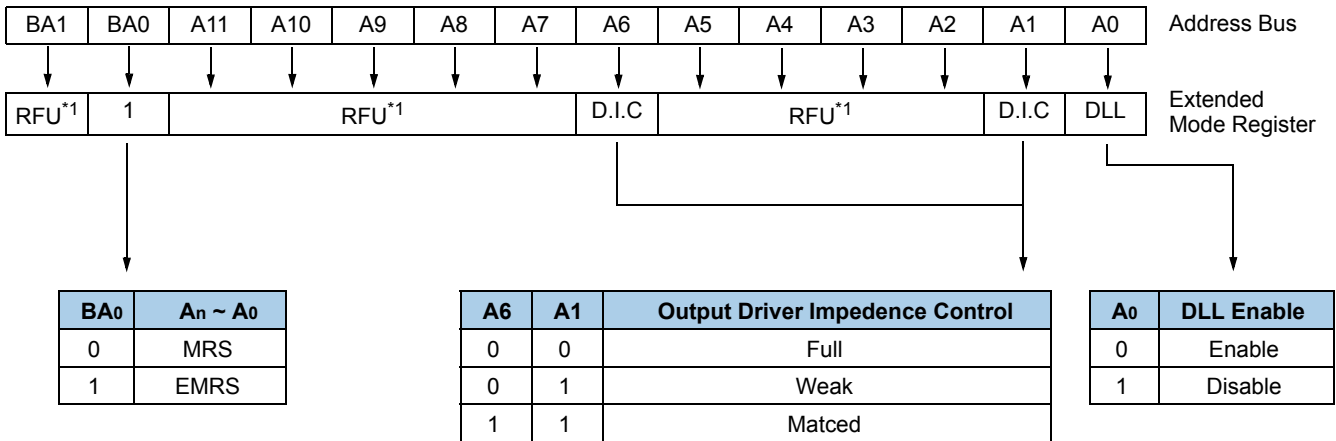 BA1 BA0 A11 A10 A9 A8 A7 A6 A5 A4 A3 A2 A1 A0 Address Bus
RFU*1 1 RFU*1 D.I.C RFU*1 D.I.C DLL Extended
Mode Register
BA0 An ~ A0
0 MRS
1 EMRS
A6 A1 Output Driver Impedence Control
0 0 Full
0 1 Weak
1 1 Matced
A0 DLL Enable
0 Enable
1 Disable